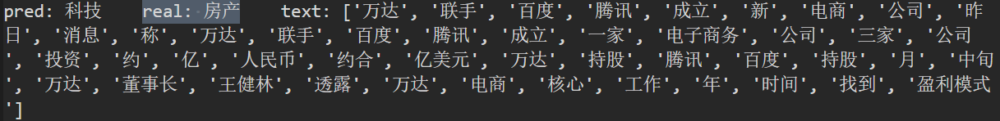 pred: 科技    real: 房产    text: ['万达', '联手', '百度', '腾讯', '成立', '新', '电商', '公司', '昨
日', '消息', '称', '万达', '联手', '百度', '腾讯', '成立', '一家', '电子商务', '公司', '三家', '公司
', '投资', '约', '亿', '人民币', '约合', '亿美元', '万达', '持股', '腾讯', '百度', '持股', '月', '中旬
', '万达', '董事长', '王健林', '透露', '万达', '电商', '核心', '工作', '年', '时间', '找到', '盈利模式
']